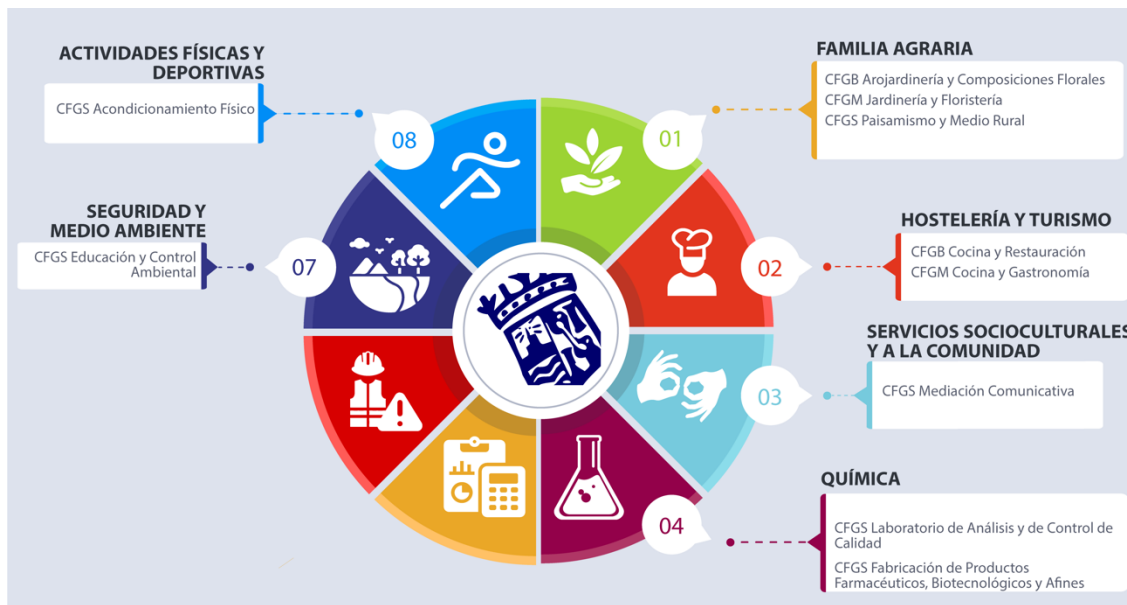 ACTIVIDADES FÍSICAS Y
DEPORTIVAS
CFGS Acondicionamiento Físico
08
SEGURIDAD Y
MEDIO AMBIENTE
CFGS Educación y Control
Ambiental
07
FAMILIA AGRARIA
CFGB Arojardinería y Composiciones Florales
CFGM Jardinería y Floristería
CFGS Paisamismo y Medio Rural
01
HOSTELERÍA Y TURISMO
CFGB Cocina y Restauración
CFGM Cocina y Gastronomía
02
SERVICIOS SOCIOCULTURALES
Y A LA COMUNIDAD
CFGS Mediación Comunicativa
03
QUÍMICA
CFGS Laboratorio de Análisis y de Control de
Calidad
CFGS Fabricación de Productos
Farmacéuticos, Biotecnológicos y Afines
04